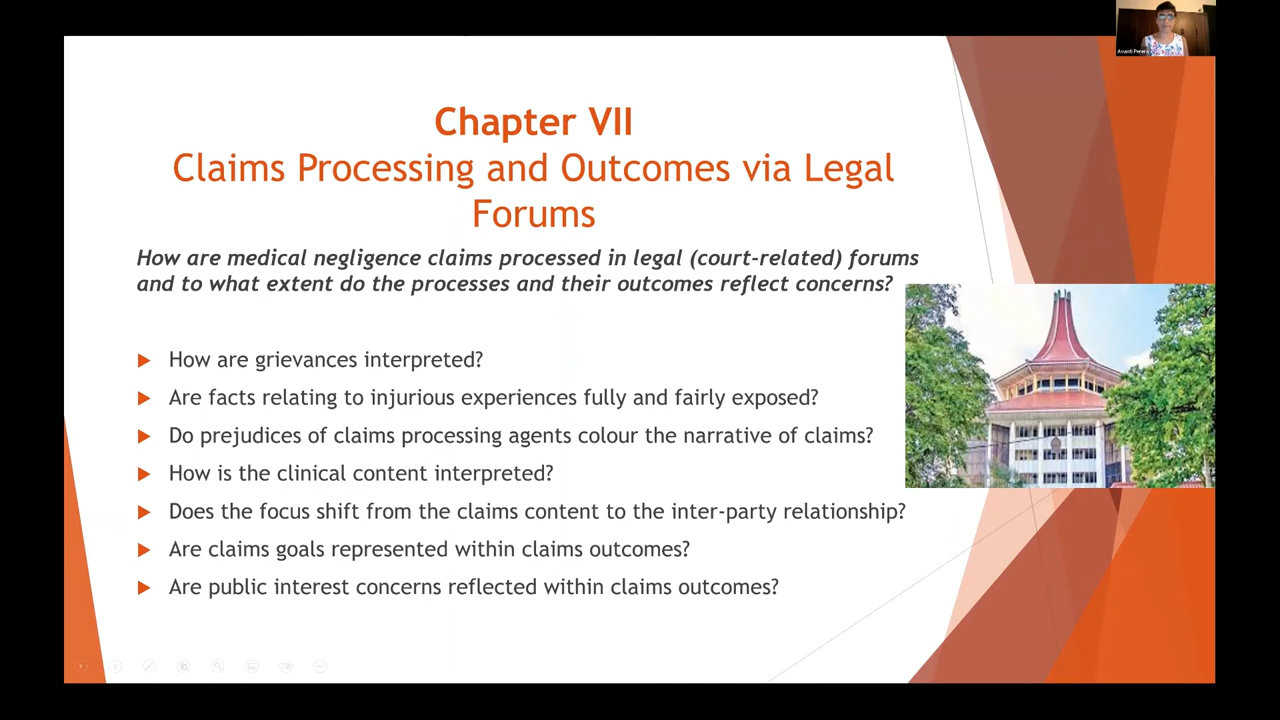 Chapter VII
Claims Processing and Outcomes via Legal
Forums
How are medical negligence claims processed in legal (court-related) forums
and to what extent do the processes and their outcomes reflect concerns?
How are grievances interpreted?
Are facts relating to injurious experiences fully and fairly exposed?
Do prejudices of claims processing agents colour the narrative of claims?
How is the clinical content interpreted?
Does the focus shift from the claims content to the inter-party relationship?
Are claims goals represented within claims outcomes?
Are public interest concerns reflected within claims outcomes?